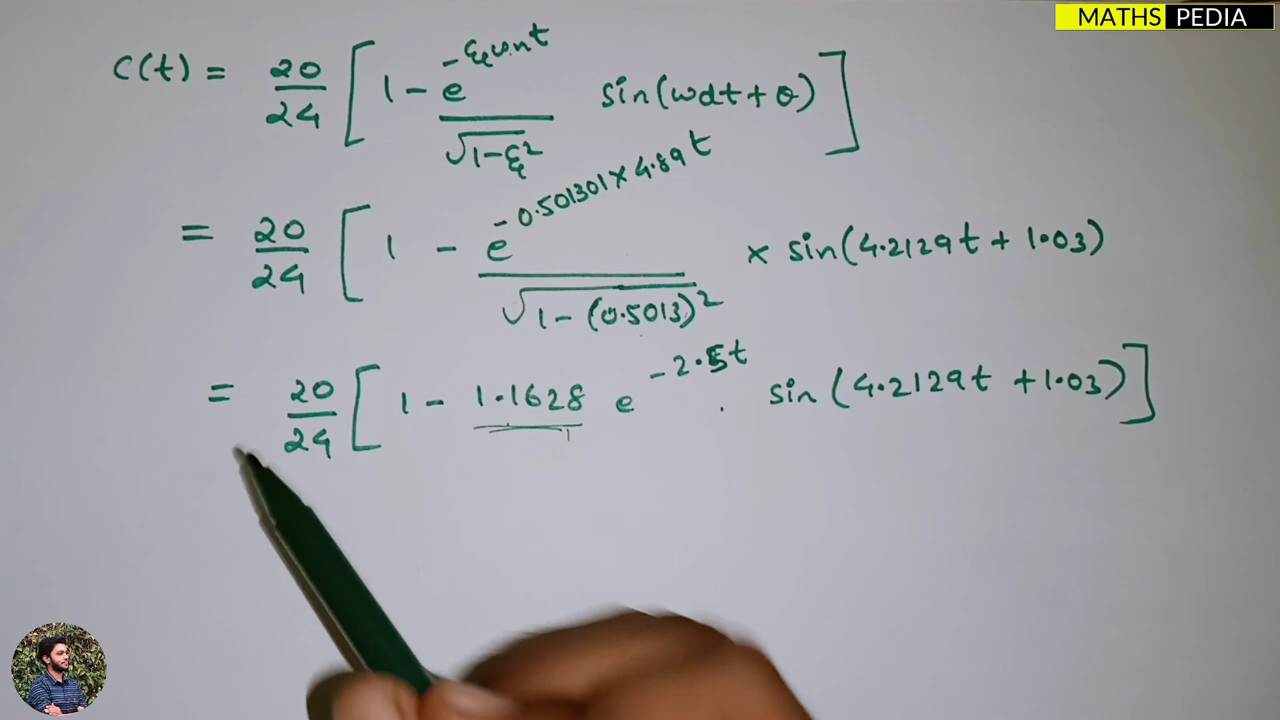 MATHS PEDIA
C(t) = 20/24 [ 1 - e^{-ξωnt} / √(1-ξ²) sin(ωdt + θ) ]
= 20/24 [ 1 - e^{-0.501301 × 4.89t} / √(1-(0.5013)²) × sin(4.2129t + 1.03)
= 20/24 [ 1 - 1.1628 e^{-2.5t} . sin(4.2129t + 1.03) ]